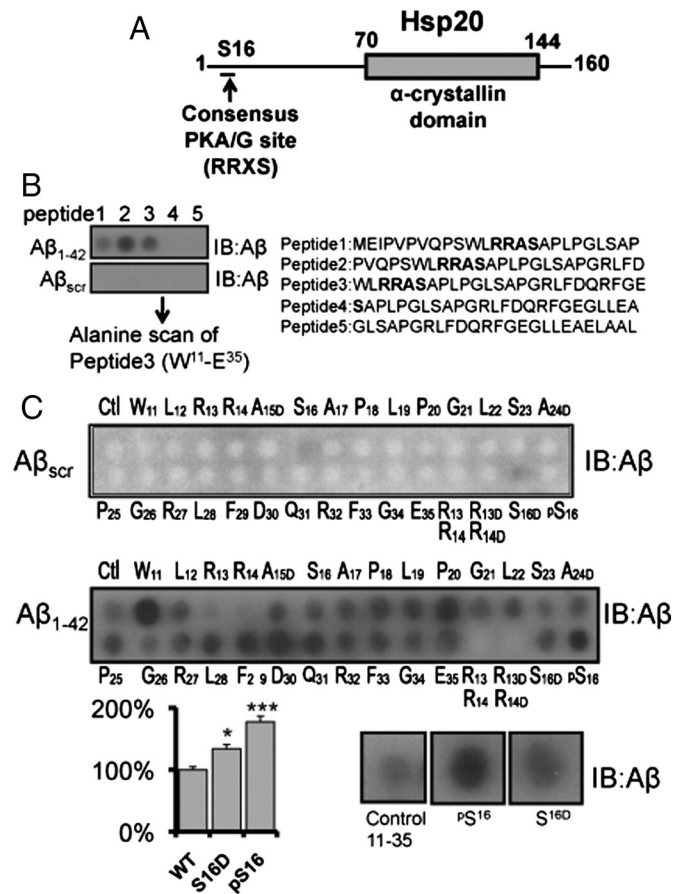 A
Hsp20
S16
70
144
1
160
Consensus
PKA/G site
(RRXS)
α-crystallin
domain
B
peptide 1 2 3 4 5
Aβ1-42
IB:Aβ
Aβscr
IB:Aβ
Alanine scan of
Peptide3 (W11-E35)
Peptide1:MEIPVPVQPSWLRRASAPLPGLSAP
Peptide2:PVQPSWLRRASAPLPGLSAPGRLFD
Peptide3:WLRRASAPLPGLSAPGRLFDQRFGE
Peptide4:SAPLPGLSAPGRLFDQRFGEGLLEA
Peptide5:GLSAPGRLFDQRFGEGLLEAELAAL
C
Ctl W11 L12 R13 R14 A15D S16 A17 P18 L19 P20 G21 L22 S23 A24D
Aβscr
IB:Aβ
P25 G26 R27 L28 F29 D30 Q31 R32 F33 G34 E35 R13 R13D S16D pS16
R14 R14D
Ctl W11 L12 R13 R14 A15D S16 A17 P18 L19 P20 G21 L22 S23 A24D
Aβ1-42
IB:Aβ
P25 G26 R27 L28 F2 9 D30 Q31 R32 F33 G34 E35 R13 R13D S16D pS16
R14 R14D
200%
100%
0%
*
***
WT
S16D
pS16
IB:Aβ
Control
11-35
pS16
S16D